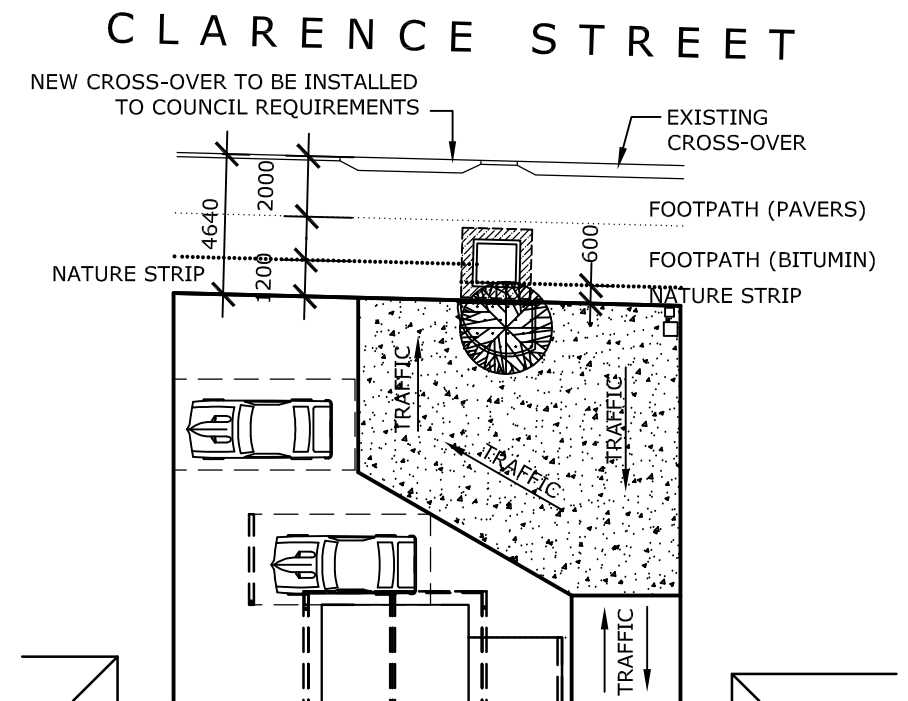 CLARENCE STREET
NEW CROSS-OVER TO BE INSTALLED
TO COUNCIL REQUIREMENTS
EXISTING
CROSS-OVER
2000
4640
1200
600
FOOTPATH (PAVERS)
FOOTPATH (BITUMIN)
NATURE STRIP
NATURE STRIP
TRAFFIC
TRAFFIC
TRAFFIC
TRAFFIC